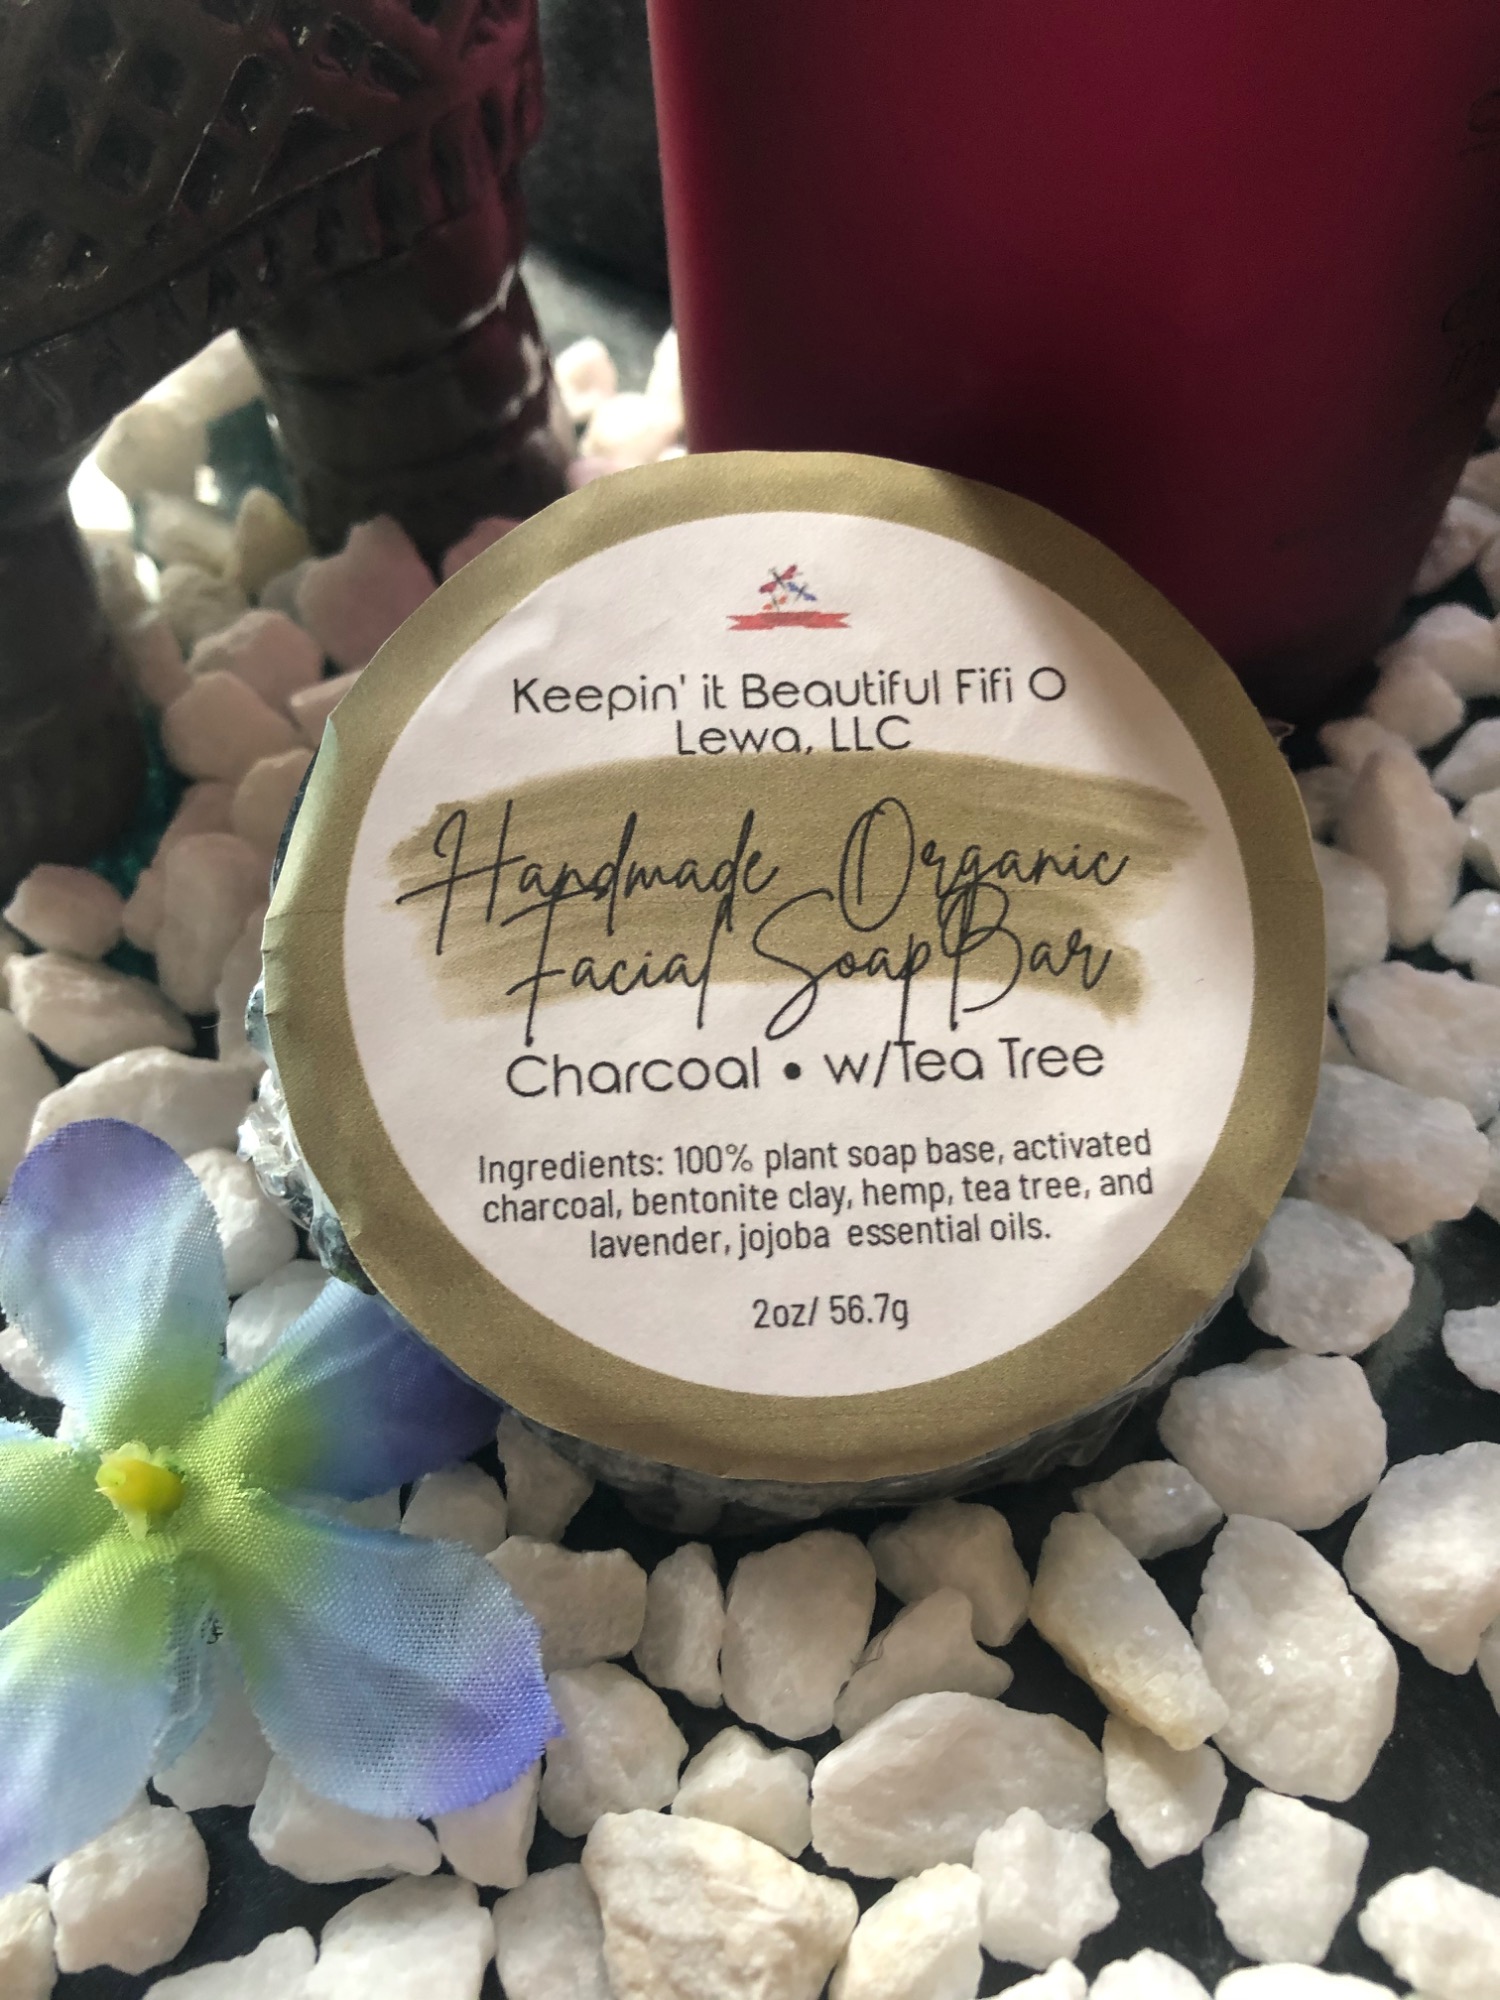 Keepin' it Beautiful Fifi O
Lewa, LLC
Handmade Organic
Facial Soap Bar
Charcoal • w/Tea Tree
Ingredients: 100% plant soap base, activated
charcoal, bentonite clay, hemp, tea tree, and
lavender, jojoba essential oils.
2oz/ 56.7g